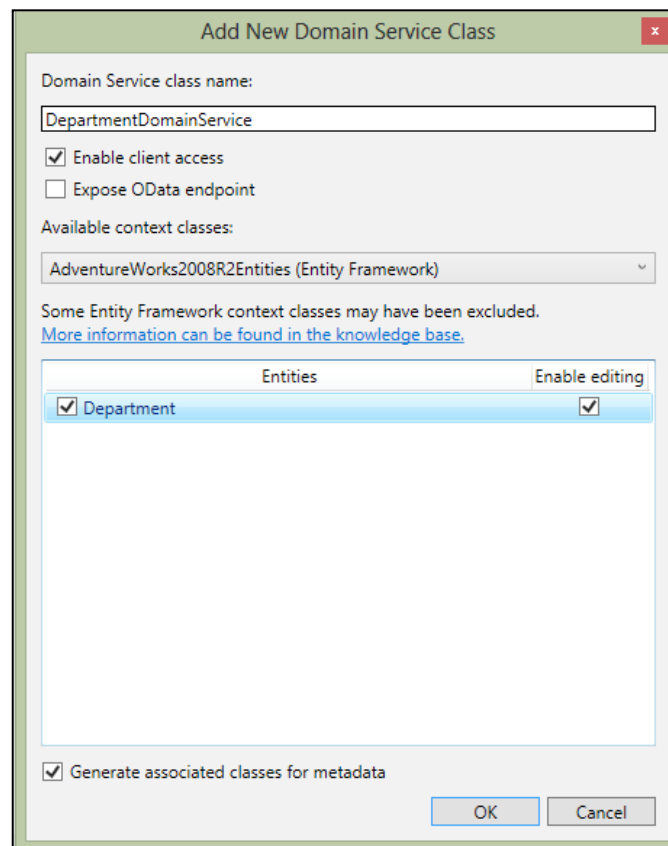 Add New Domain Service Class
x
Domain Service class name:
DepartmentDomainService
Enable client access
Expose OData endpoint
Available context classes:
AdventureWorks2008R2Entities (Entity Framework)
Some Entity Framework context classes may have been excluded.
More information can be found in the knowledge base.
Entities Enable editing
Department
Generate associated classes for metadata
OK Cancel